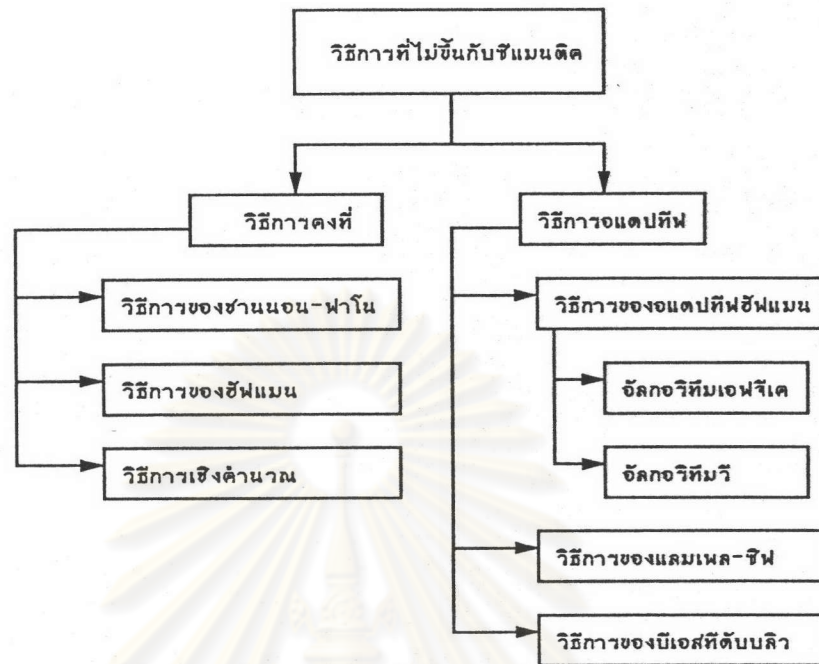 วิธีการที่ไม่ขึ้นกับซีแมนติค
วิธีการคงที่
วิธีการอแดปทีฟ
วิธีการของชานนอน-ฟาโน
วิธีการของฮัฟแมน
วิธีการเชิงคำนวณ
วิธีการของอแดปทีฟฮัฟแมน
อัลกอริทึมเอฟจีเค
อัลกอริทึมวี
วิธีการของแลมเพล-ซิฟ
วิธีการของบีเอสทีดับบลิว